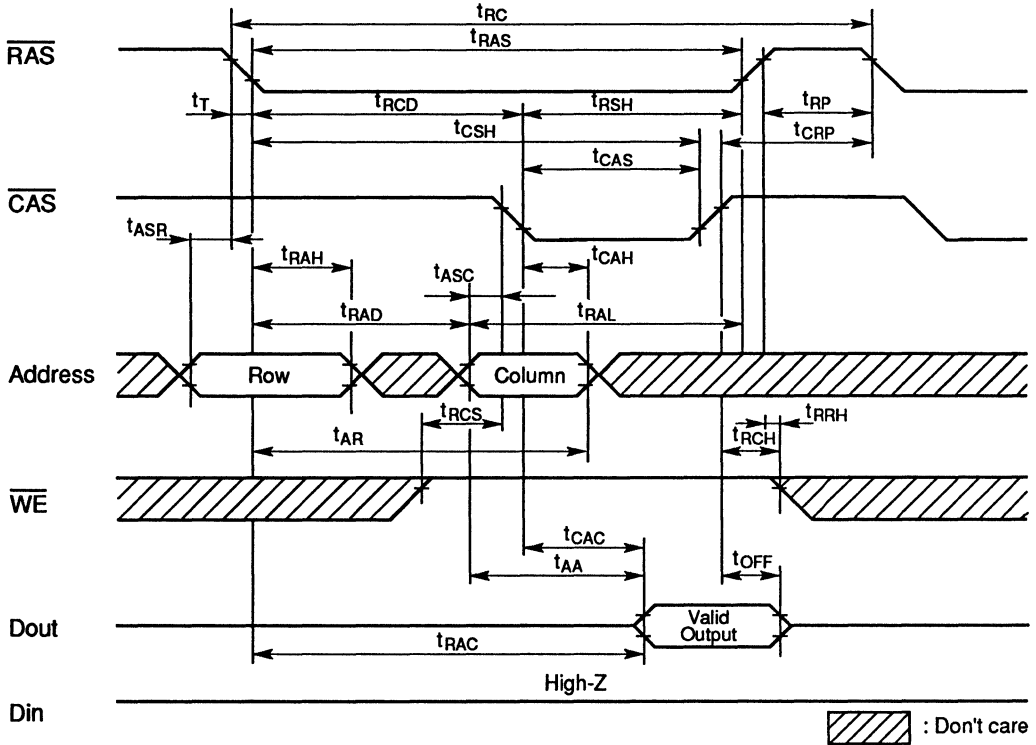 tRC
RAS
tRAS
tT
tRCD
tRSH
tRP
tCSH
tCRP
tCAS
CAS
tASR
tRAH
tASC
tCAH
tRAD
tRAL
Address
Row
Column
tRCS
tRRH
tAR
tRCH
WE
tCAC
tAA
tOFF
Dout
Valid
Output
tRAC
High-Z
Din
: Don't care